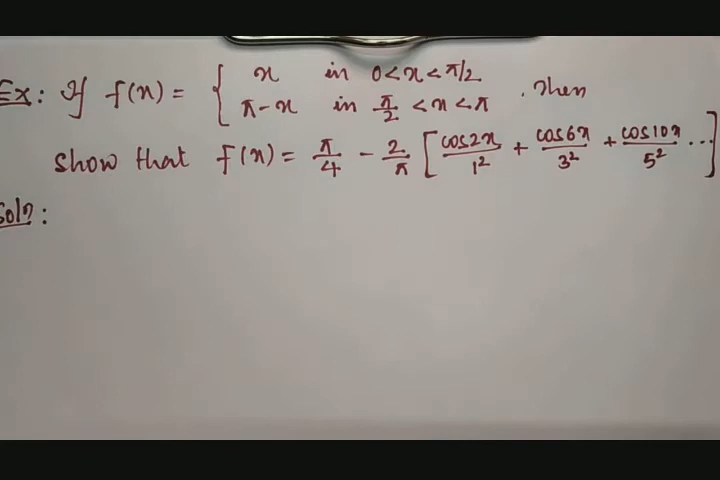 Ex: If f(x) = { x in 0<x<π/2
π-x in π/2 <x<π . Then
show that f(x) = π/4 - 2/π [cos2x/1² + cos6x/3² + cos10x/5² ...]
Soln: